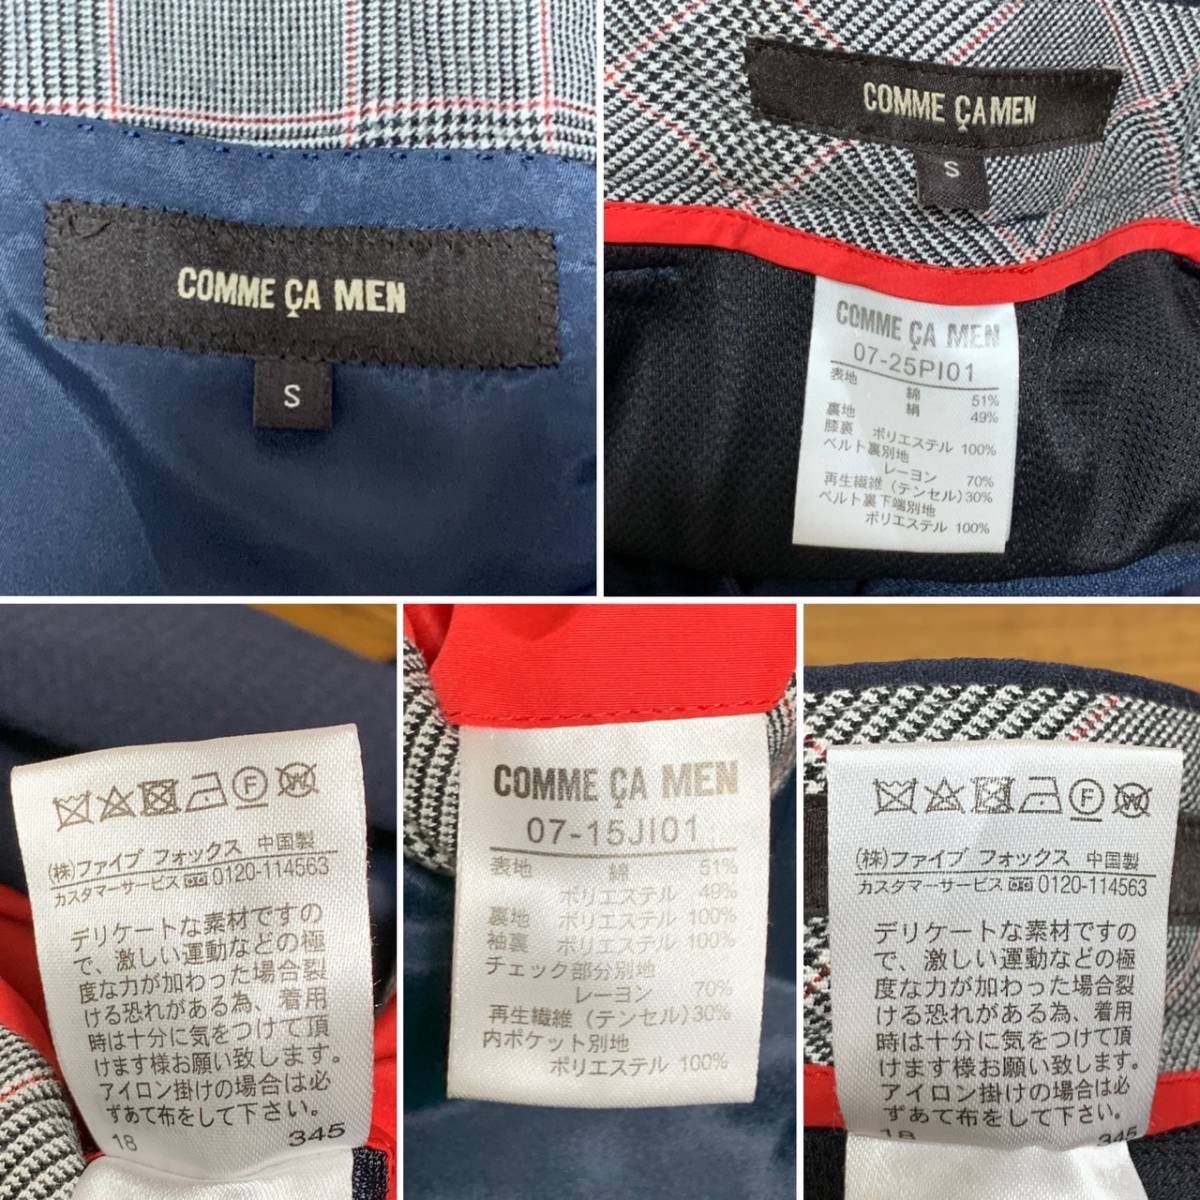 COMME ÇA MEN
S
COMME ÇA MEN
S
COMME ÇA MEN
07-25PI01
表地 綿 51%
絹 49%
裏地
膝裏 ポリエステル 100%
ベルト裏別地
レーヨン 70%
再生繊維(テンセル)30%
ベルト裏下端別地
ポリエステル 100%
F W
(株)ファイブ フォックス 中国製
カスタマーサービス 0120-114563
デリケートな素材ですの
で、激しい運動などの極
度な力が加わった場合裂
ける恐れがある為、着用
時は十分に気をつけて頂
けます様お願い致します。
アイロン掛けの場合は必
ずあて布をして下さい。
18 345
COMME ÇA MEN
07-15JI01
表地 綿 51%
ポリエステル 49%
裏地 ポリエステル 100%
袖裏 ポリエステル 100%
チェック部分別地
レーヨン 70%
再生繊維(テンセル)30%
内ポケット別地
ポリエステル 100%
F W
(株)ファイブ フォックス 中国製
カスタマーサービス 0120-114563
デリケートな素材ですの
で、激しい運動などの極
度な力が加わった場合裂
ける恐れがある為、着用
時は十分に気をつけて頂
けます様お願い致します。
アイロン掛けの場合は必
ずあて布をして下さい。
18 345